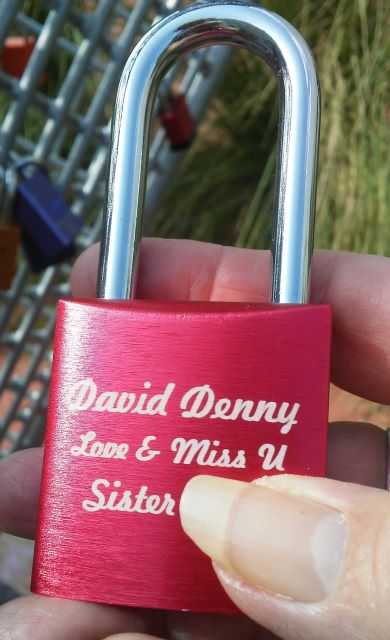 David Denny
Love & Miss U
Sister